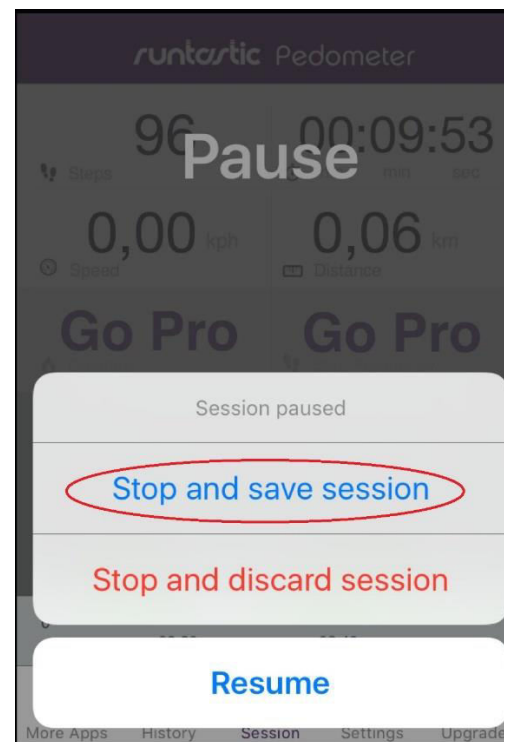 runtastic Pedometer
96 00:09:53
Pause
Steps min sec
0,00 kph 0,06 km
Speed Distance
Go Pro Go Pro
Session paused
Stop and save session
Stop and discard session
Resume
More Apps History Session Settings Upgrade